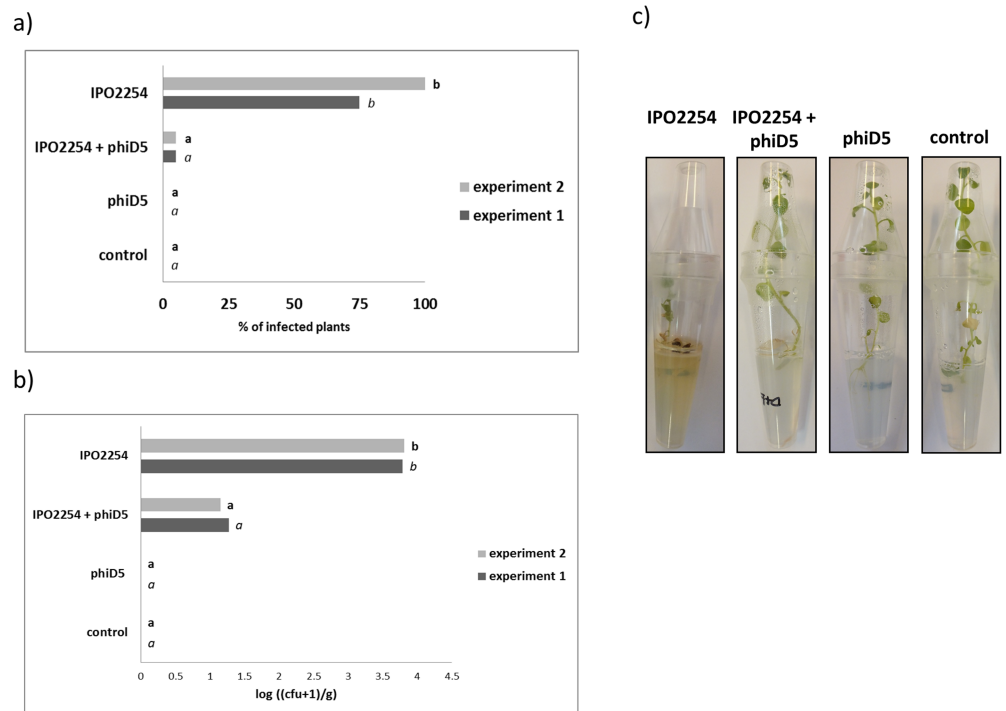 a)
IPO2254
b
b
IPO2254 + phiD5
a
a
phiD5
a
a
control
a
a
experiment 2
experiment 1
0 25 50 75 100
% of infected plants
b)
IPO2254
b
b
IPO2254 + phiD5
a
a
phiD5
a
a
control
a
a
experiment 2
experiment 1
0 0.5 1 1.5 2 2.5 3 3.5 4 4.5
log ((cfu+1)/g)
c)
IPO2254
IPO2254 +
phiD5
phiD5
control